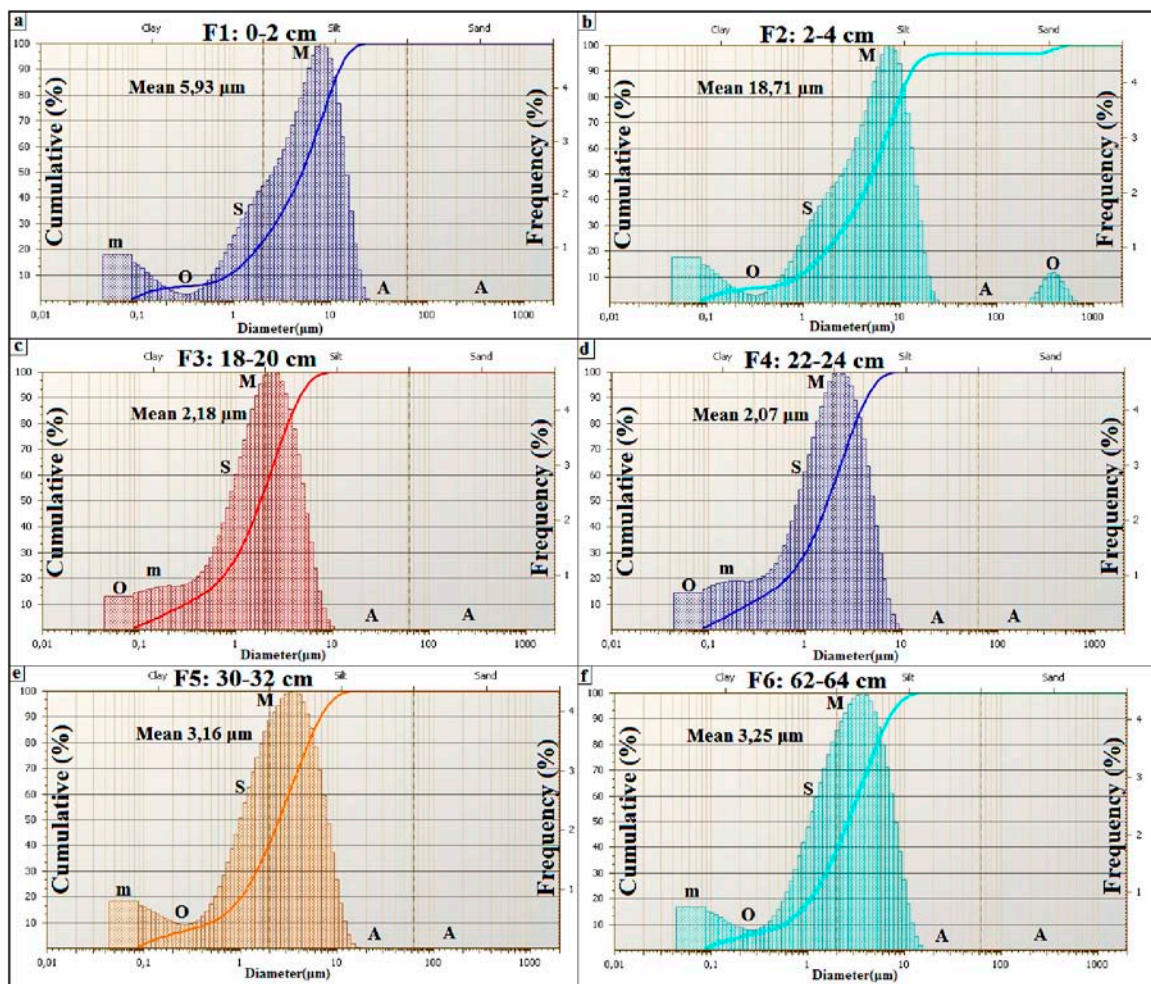 a
Clay Silt Sand
F1: 0-2 cm
Mean 5,93 µm
M
S
m
O
A A
Cumulative (%)
Frequency (%)
100
90
80
70
60
50
40
30
20
10
4
3
2
1
0,01 0,1 1 10 100 1000
Diameter(µm)
b
Clay Silt Sand
F2: 2-4 cm
Mean 18,71 µm
M
S
O
A
O
Cumulative (%)
Frequency (%)
100
90
80
70
60
50
40
30
20
10
4
3
2
1
0,01 0,1 1 10 100 1000
Diameter(µm)
c
Clay Silt Sand
F3: 18-20 cm
Mean 2,18 µm
M
S
m
O
A A
Cumulative (%)
Frequency (%)
100
90
80
70
60
50
40
30
20
10
4
3
2
1
0,01 0,1 1 10 100 1000
Diameter(µm)
d
Clay Silt Sand
F4: 22-24 cm
Mean 2,07 µm
M
S
m
O
A A
Cumulative (%)
Frequency (%)
100
90
80
70
60
50
40
30
20
10
4
3
2
1
0,01 0,1 1 10 100 1000
Diameter(µm)
e
Clay Silt Sand
F5: 30-32 cm
Mean 3,16 µm
M
S
m
O
A A
Cumulative (%)
Frequency (%)
100
90
80
70
60
50
40
30
20
10
4
3
2
1
0,01 0,1 1 10 100 1000
Diameter(µm)
f
Clay Silt Sand
F6: 62-64 cm
Mean 3,25 µm
M
S
m
O
A A
Cumulative (%)
Frequency (%)
100
90
80
70
60
50
40
30
20
10
4
3
2
1
0,01 0,1 1 10 100 1000
Diameter(µm)